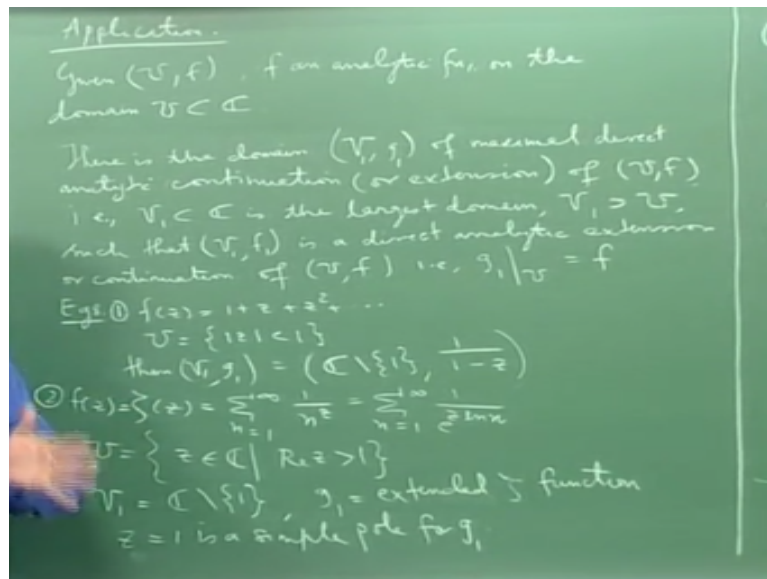 Application.
Given (U, f), f an analytic fn, on the
domain U ⊂ ℂ
There is the domain (V₁, g₁) of maximal direct
analytic continuation (or extension) of (U, f)
i.e., V₁ ⊂ ℂ is the largest domain, V₁ ⊃ U,
such that (V₁, f₁) is a direct analytic extension
or continuation of (U, f) i.e., g₁|_U = f
Egs. ① f(z) = 1 + z + z² + ...
U = {|z| < 1}
then (V₁, g₁) = (ℂ \ {1}, 1/(1-z))
② f(z) = ζ(z) = ∑_{n=1}^{+∞} 1/n^z = ∑_{n=1}^{+∞} 1/e^{z ln n}
U = { z ∈ ℂ | Re z > 1}
V₁ = ℂ \ {1}, g₁ = extended ζ function
z = 1 is a simple pole for g₁